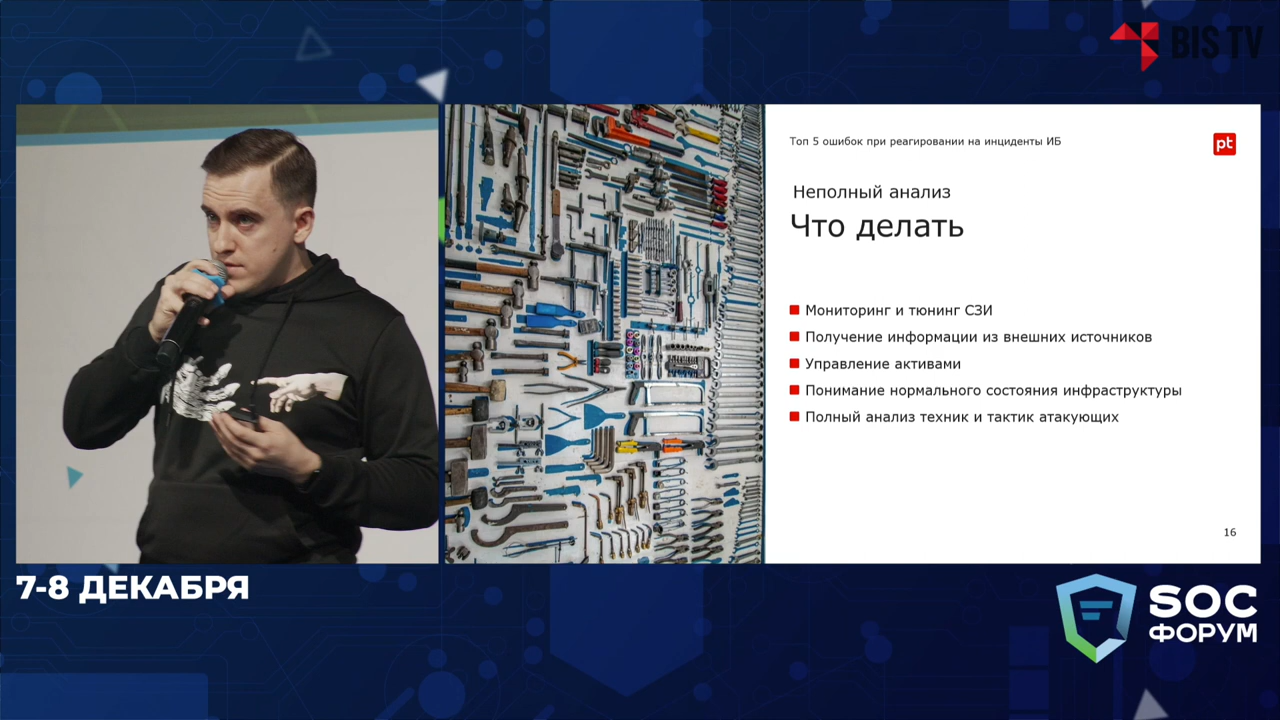 BIS TV
Топ 5 ошибок при реагировании на инциденты ИБ
pt
Неполный анализ
Что делать
Мониторинг и тюнинг СЗИ
Получение информации из внешних источников
Управление активами
Понимание нормального состояния инфраструктуры
Полный анализ техник и тактик атакующих
16
7-8 ДЕКАБРЯ
SOC
ФОРУМ